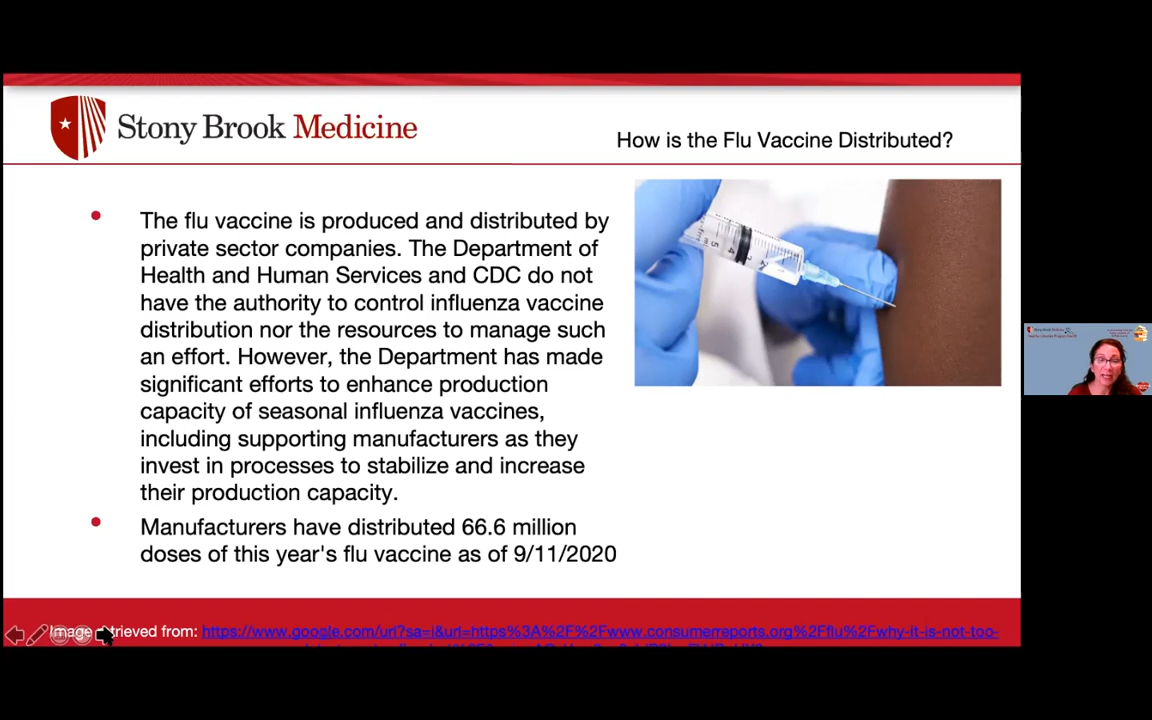 Stony Brook Medicine
How is the Flu Vaccine Distributed?
• The flu vaccine is produced and distributed by
private sector companies. The Department of
Health and Human Services and CDC do not
have the authority to control influenza vaccine
distribution nor the resources to manage such
an effort. However, the Department has made
significant efforts to enhance production
capacity of seasonal influenza vaccines,
including supporting manufacturers as they
invest in processes to stabilize and increase
their production capacity.
• Manufacturers have distributed 66.6 million
doses of this year's flu vaccine as of 9/11/2020
Image retrieved from: https://www.google.com/url?sa=i&url=https%3A%2F%2Fwww.consumerreports.org%2Fflu%2Fwhy-it-is-not-too-